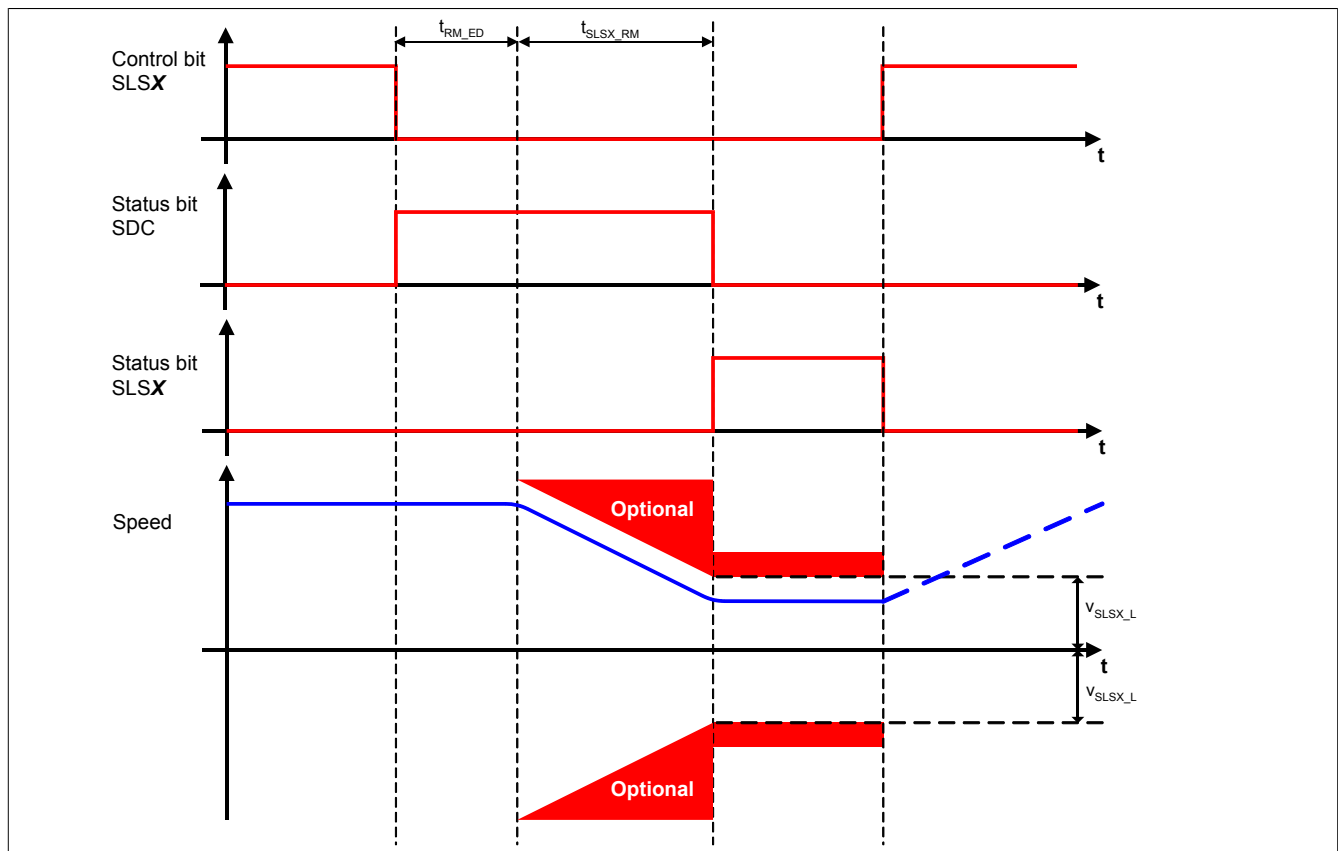 t_RM_ED
t_SLSX_RM
Control bit
SLSX
t
Status bit
SDC
t
Status bit
SLSX
t
Speed
Optional
v_SLSX_L
t
v_SLSX_L
Optional